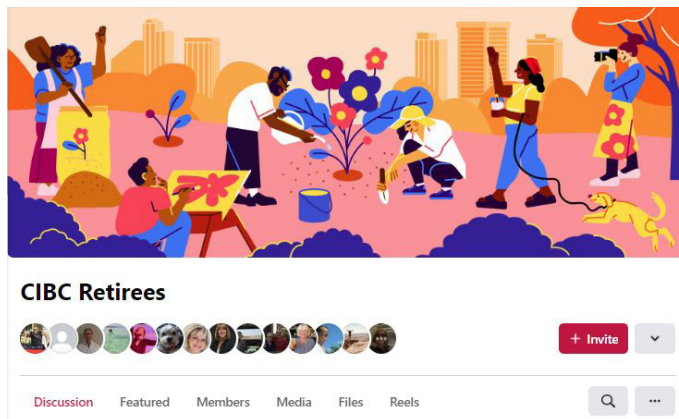 CIBC Retirees
+ Invite
Discussion Featured Members Media Files Reels